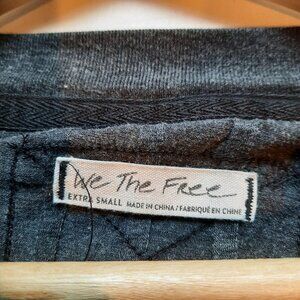 We The Free
EXTRA SMALL MADE IN CHINA / FABRIQUÉ EN CHINE